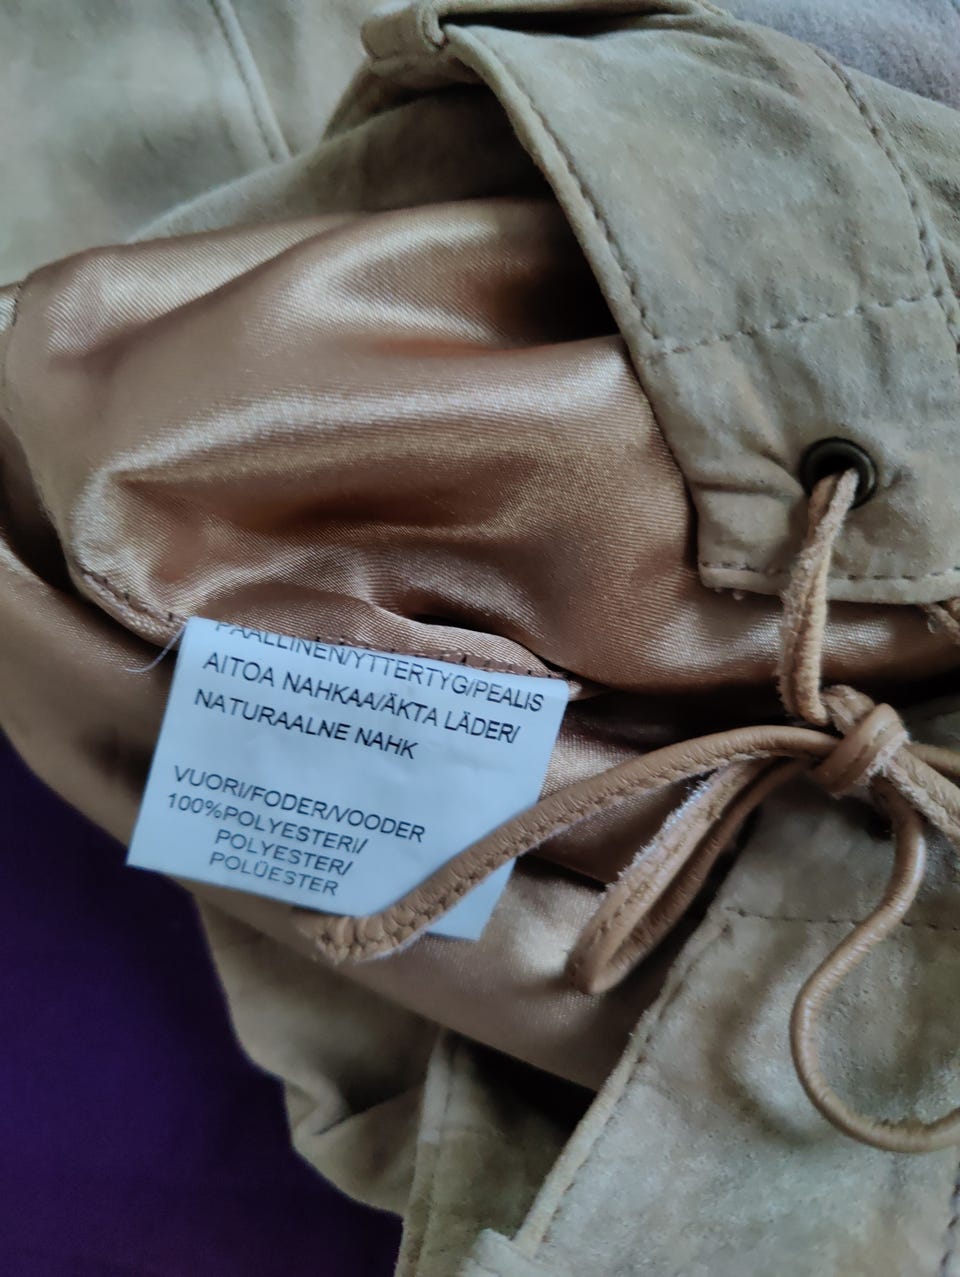 PÄÄLLINEN/YTTERTYG/PEALIS
AITOA NAHKAA/ÄKTA LÄDER/
NATURAALNE NAHK
VUORI/FODER/VOODER
100%POLYESTERI/
POLYESTER/
POLÜESTER